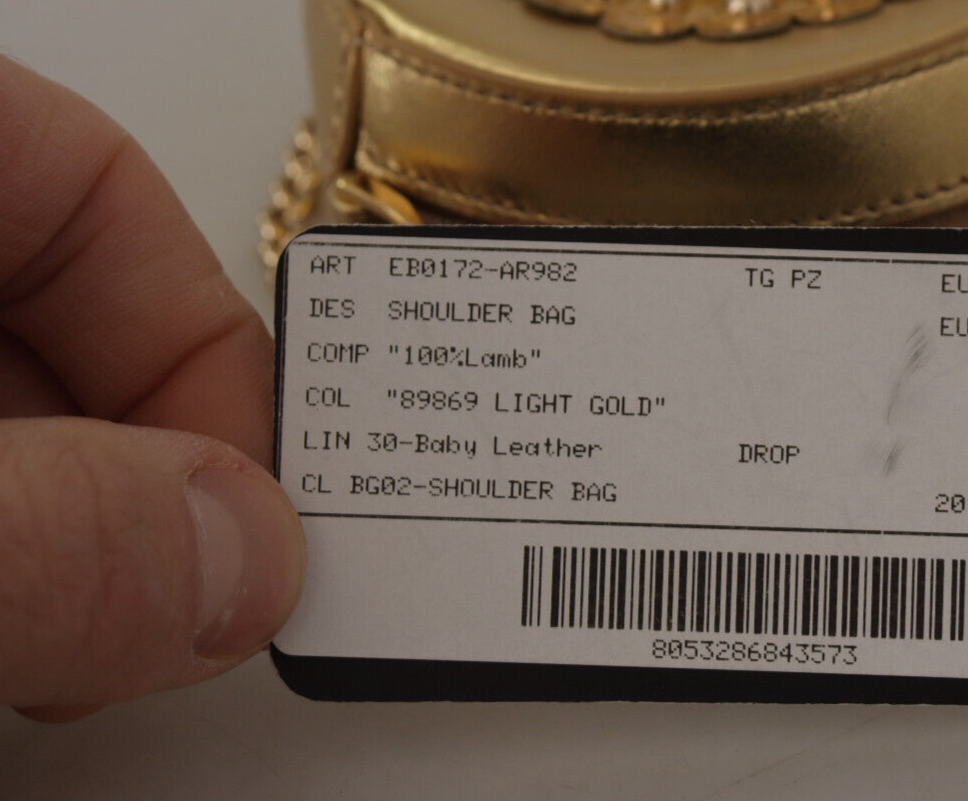 ART EB0172-AR982 TG PZ EU
DES SHOULDER BAG EU
COMP "100%Lamb"
COL "89869 LIGHT GOLD"
LIN 30-Baby Leather DROP
CL BG02-SHOULDER BAG 20
8053286843573